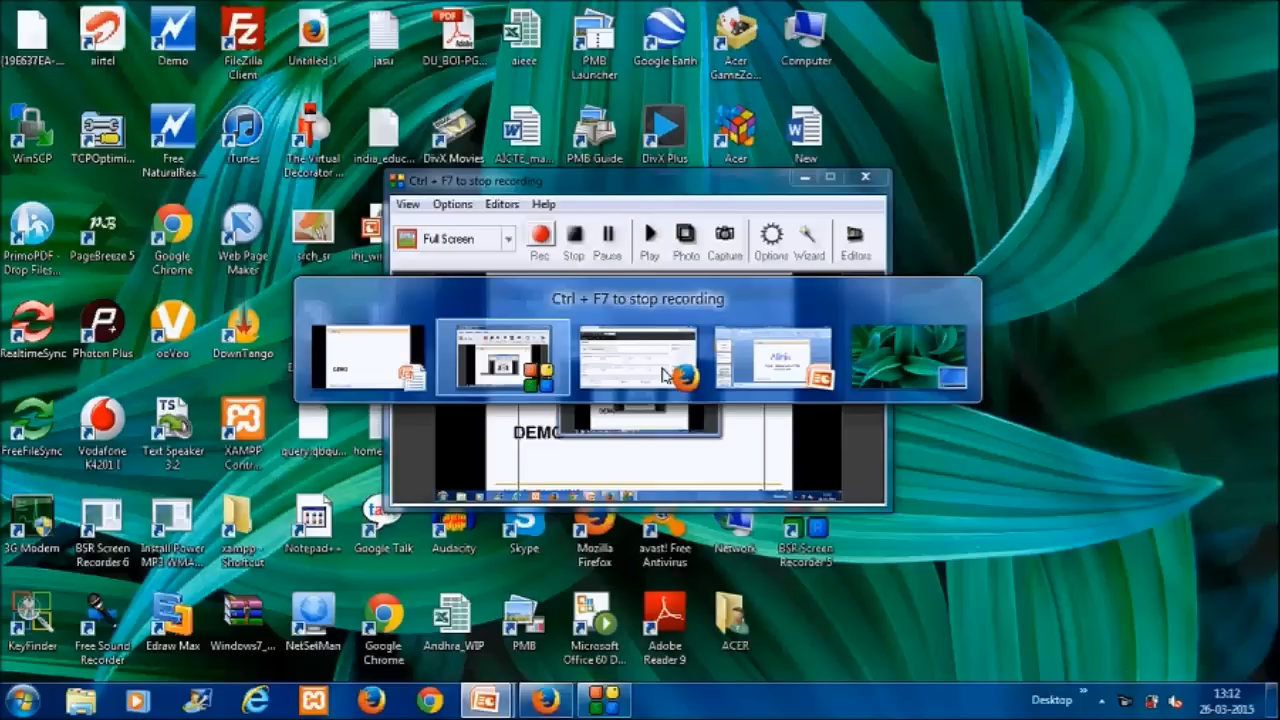 {196E37EA-...
airtel
Demo
FileZilla
Client
Untitled-1
jasu
PDF
DU_BOI-PG...
aieee
PMB
Launcher
Google Earth
Acer
GameZo...
Computer
WinSCP
TCPOptimi...
Free
NaturalRea...
iTunes
The Virtual
Decorator ...
india_educ...
DivX Movies
AICTE_ma...
PMB Guide
DivX Plus
Acer
New
Ctrl + F7 to stop recording
View Options Editors Help
Full Screen
Rec Stop Pause Play Photo Capture Options Wizard Editors
PrimoPDF -
Drop Files...
PageBreeze 5
Google
Chrome
Web Page
Maker
srch_sr
Ctrl + F7 to stop recording
RealtimeSync
Photon Plus
ooVoo
DownTango
DEMO
FreeFileSync
Vodafone
K4201 I
TS
Text Speaker
3.2
XAMPP
Contr...
query.qbqu...
home
DEMO
3G Modem
BSR Screen
Recorder 6
Install Power
MP3 WMA...
xampp -
Shortcut
Notepad++
Google Talk
Audacity
Skype
Mozilla
Firefox
avast! Free
Antivirus
Network
BSR Screen
Recorder 5
KeyFinder
Free Sound
Recorder
Edraw Max
Windows7_...
NetSetMan
Google
Chrome
Andhra_WIP
PMB
Microsoft
Office 60 D...
Adobe
Reader 9
ACER
Desktop
13:12
26-03-2015